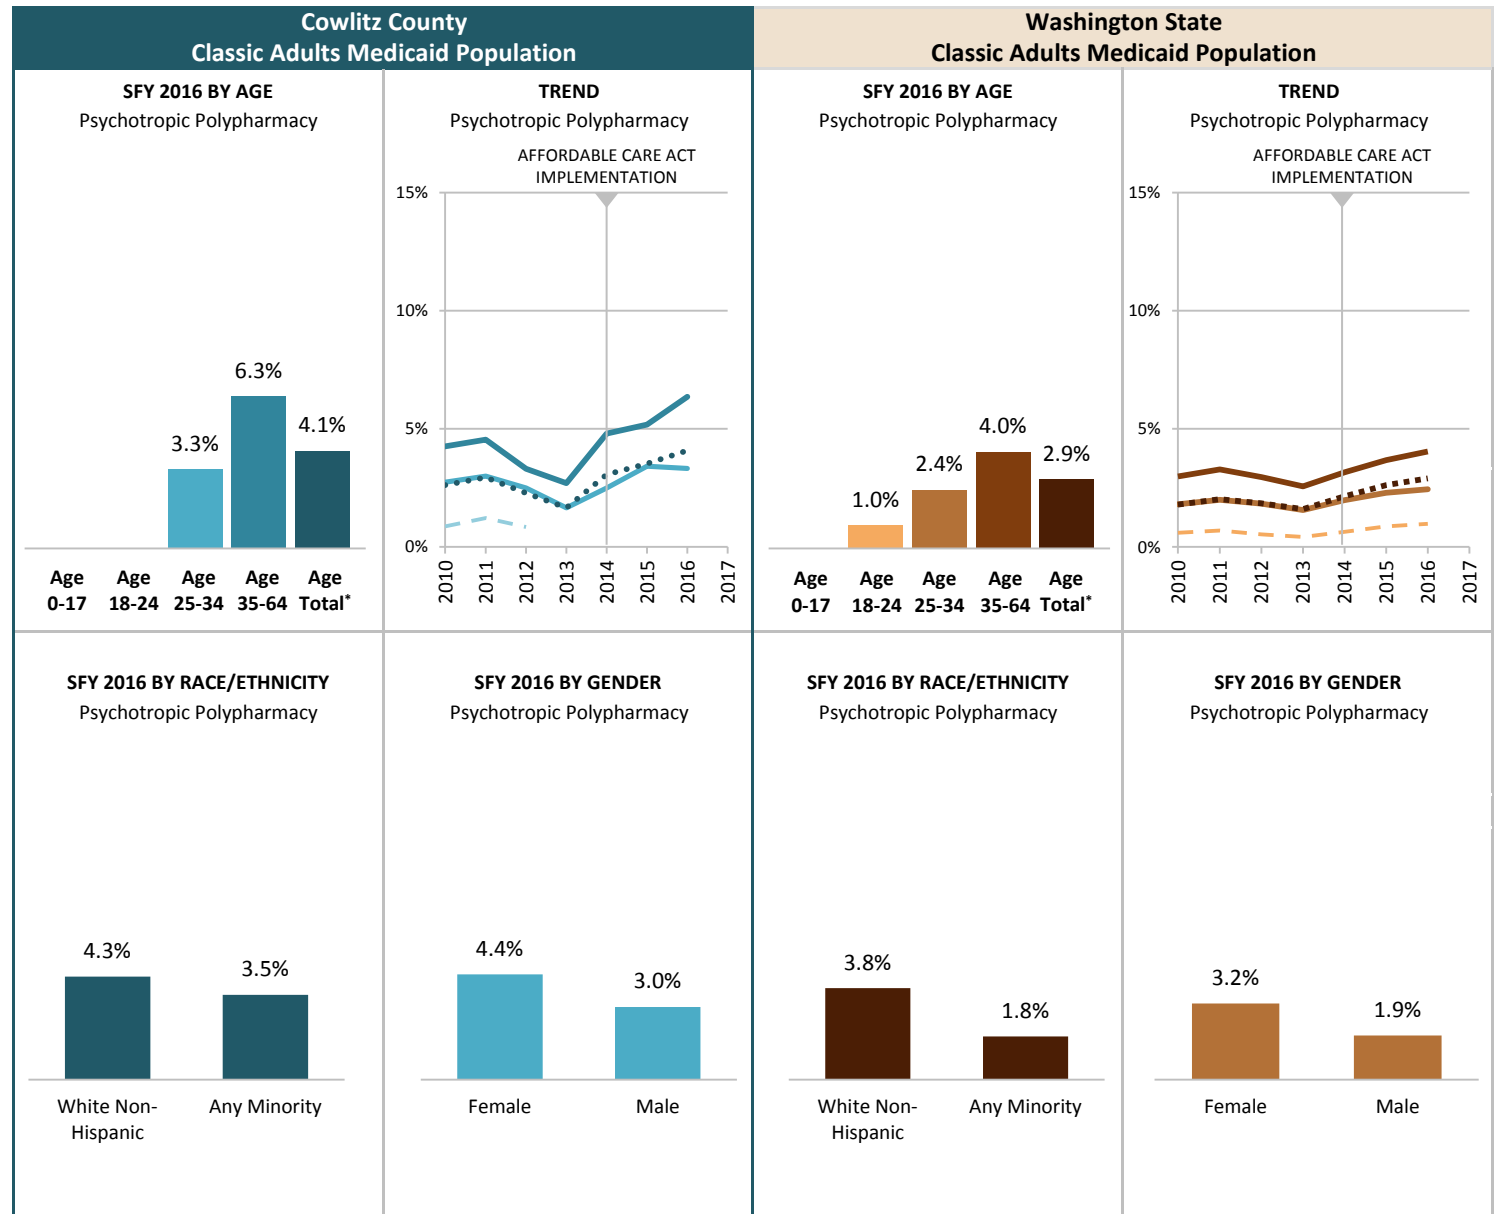 Cowlitz County
Classic Adults Medicaid Population
Washington State
Classic Adults Medicaid Population
SFY 2016 BY AGE
Psychotropic Polypharmacy
6.3%
4.1%
3.3%
Age 0-17
Age 18-24
Age 25-34
Age 35-64
Age Total*
TREND
Psychotropic Polypharmacy
AFFORDABLE CARE ACT
IMPLEMENTATION
15%
10%
5%
0%
2010
2011
2012
2013
2014
2015
2016
2017
SFY 2016 BY AGE
Psychotropic Polypharmacy
4.0%
2.9%
2.4%
1.0%
Age 0-17
Age 18-24
Age 25-34
Age 35-64
Age Total*
TREND
Psychotropic Polypharmacy
AFFORDABLE CARE ACT
IMPLEMENTATION
15%
10%
5%
0%
2010
2011
2012
2013
2014
2015
2016
2017
SFY 2016 BY RACE/ETHNICITY
Psychotropic Polypharmacy
4.3%
3.5%
White Non-
Hispanic
Any Minority
SFY 2016 BY GENDER
Psychotropic Polypharmacy
4.4%
3.0%
Female
Male
SFY 2016 BY RACE/ETHNICITY
Psychotropic Polypharmacy
3.8%
1.8%
White Non-
Hispanic
Any Minority
SFY 2016 BY GENDER
Psychotropic Polypharmacy
3.2%
1.9%
Female
Male